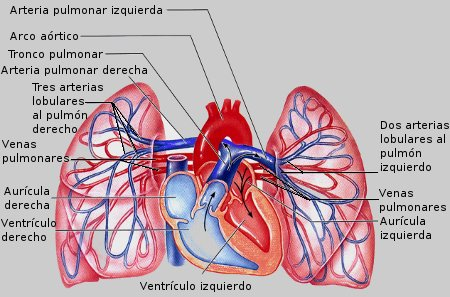 Arteria pulmonar izquierda
Arco aórtico
Tronco pulmonar
Arteria pulmonar derecha
Tres arterias
lobulares
al pulmón
derecho
Venas
pulmonares
Aurícula
derecha
Ventrículo
derecho
Ventrículo izquierdo
Dos arterias
lobulares al
pulmón
izquierdo
Venas
pulmonares
Aurícula
izquierda